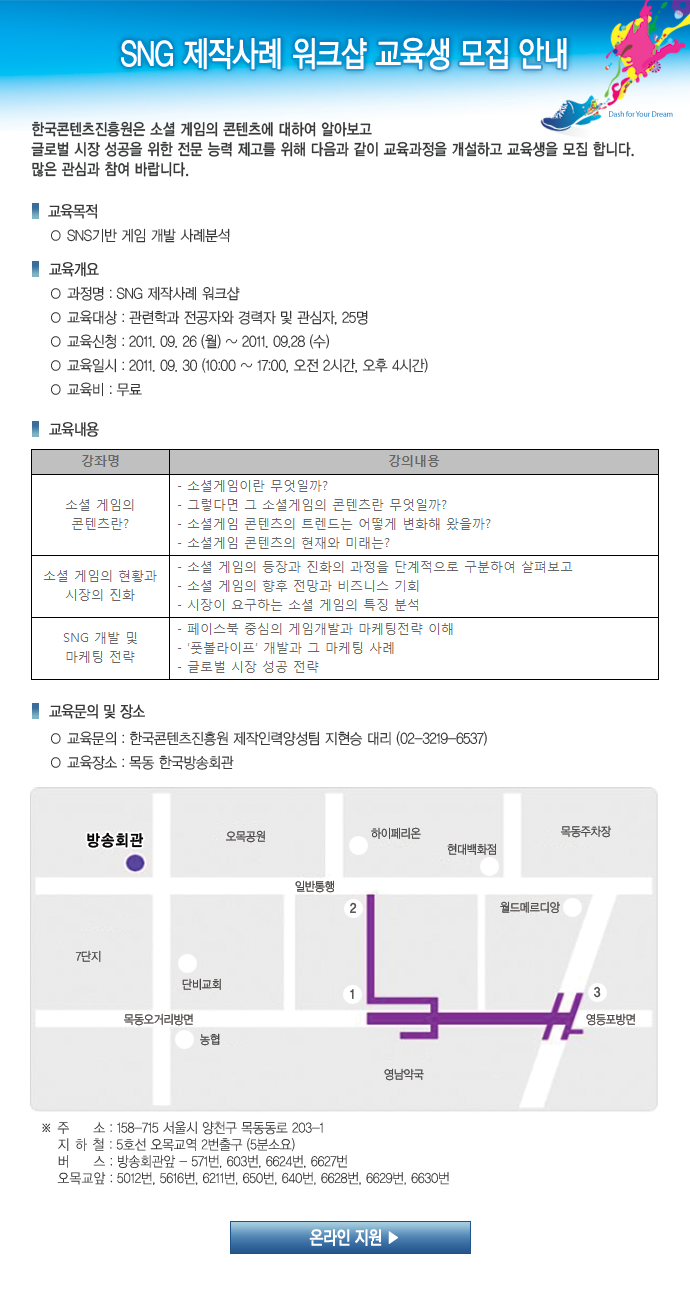 SNG 제작사례 워크샵 교육생 모집 안내
Dash for Your Dream
한국콘텐츠진흥원은 소셜 게임의 콘텐츠에 대하여 알아보고
글로벌 시장 성공을 위한 전문 능력 제고를 위해 다음과 같이 교육과정을 개설하고 교육생을 모집 합니다.
많은 관심과 참여 바랍니다.
교육목적
O SNS기반 게임 개발 사례분석
교육개요
O 과정명 : SNG 제작사례 워크샵
O 교육대상 : 관련학과 전공자와 경력자 및 관심자, 25명
O 교육신청 : 2011. 09. 26 (월) ~ 2011. 09.28 (수)
O 교육일시 : 2011. 09. 30 (10:00 ~ 17:00, 오전 2시간, 오후 4시간)
O 교육비 : 무료
교육내용
강좌명 강의내용
소셜 게임의
콘텐츠란?
- 소셜게임이란 무엇일까?
- 그렇다면 그 소셜게임의 콘텐츠란 무엇일까?
- 소셜게임 콘텐츠의 트렌드는 어떻게 변화해 왔을까?
- 소셜게임 콘텐츠의 현재와 미래는?
소셜 게임의 현황과
시장의 진화
- 소셜 게임의 등장과 진화의 과정을 단계적으로 구분하여 살펴보고
- 소셜 게임의 향후 전망과 비즈니스 기회
- 시장이 요구하는 소셜 게임의 특징 분석
SNG 개발 및
마케팅 전략
- 페이스북 중심의 게임개발과 마케팅전략 이해
- '풋볼라이프' 개발과 그 마케팅 사례
- 글로벌 시장 성공 전략
교육문의 및 장소
O 교육문의 : 한국콘텐츠진흥원 제작인력양성팀 지현승 대리 (02-3219-6537)
O 교육장소 : 목동 한국방송회관
방송회관
오목공원
하이페리온
현대백화점
목동주차장
일반통행
2
월드메르디앙
7단지
단비교회
1
3
목동오거리방면
영등포방면
농협
영남약국
※ 주 소 : 158-715 서울시 양천구 목동동로 203-1
지 하 철 : 5호선 오목교역 2번출구 (5분소요)
버 스 : 방송회관앞 - 571번, 603번, 6624번, 6627번
오목교앞 : 5012번, 5616번, 6211번, 650번, 640번, 6628번, 6629번, 6630번
온라인 지원 ▶